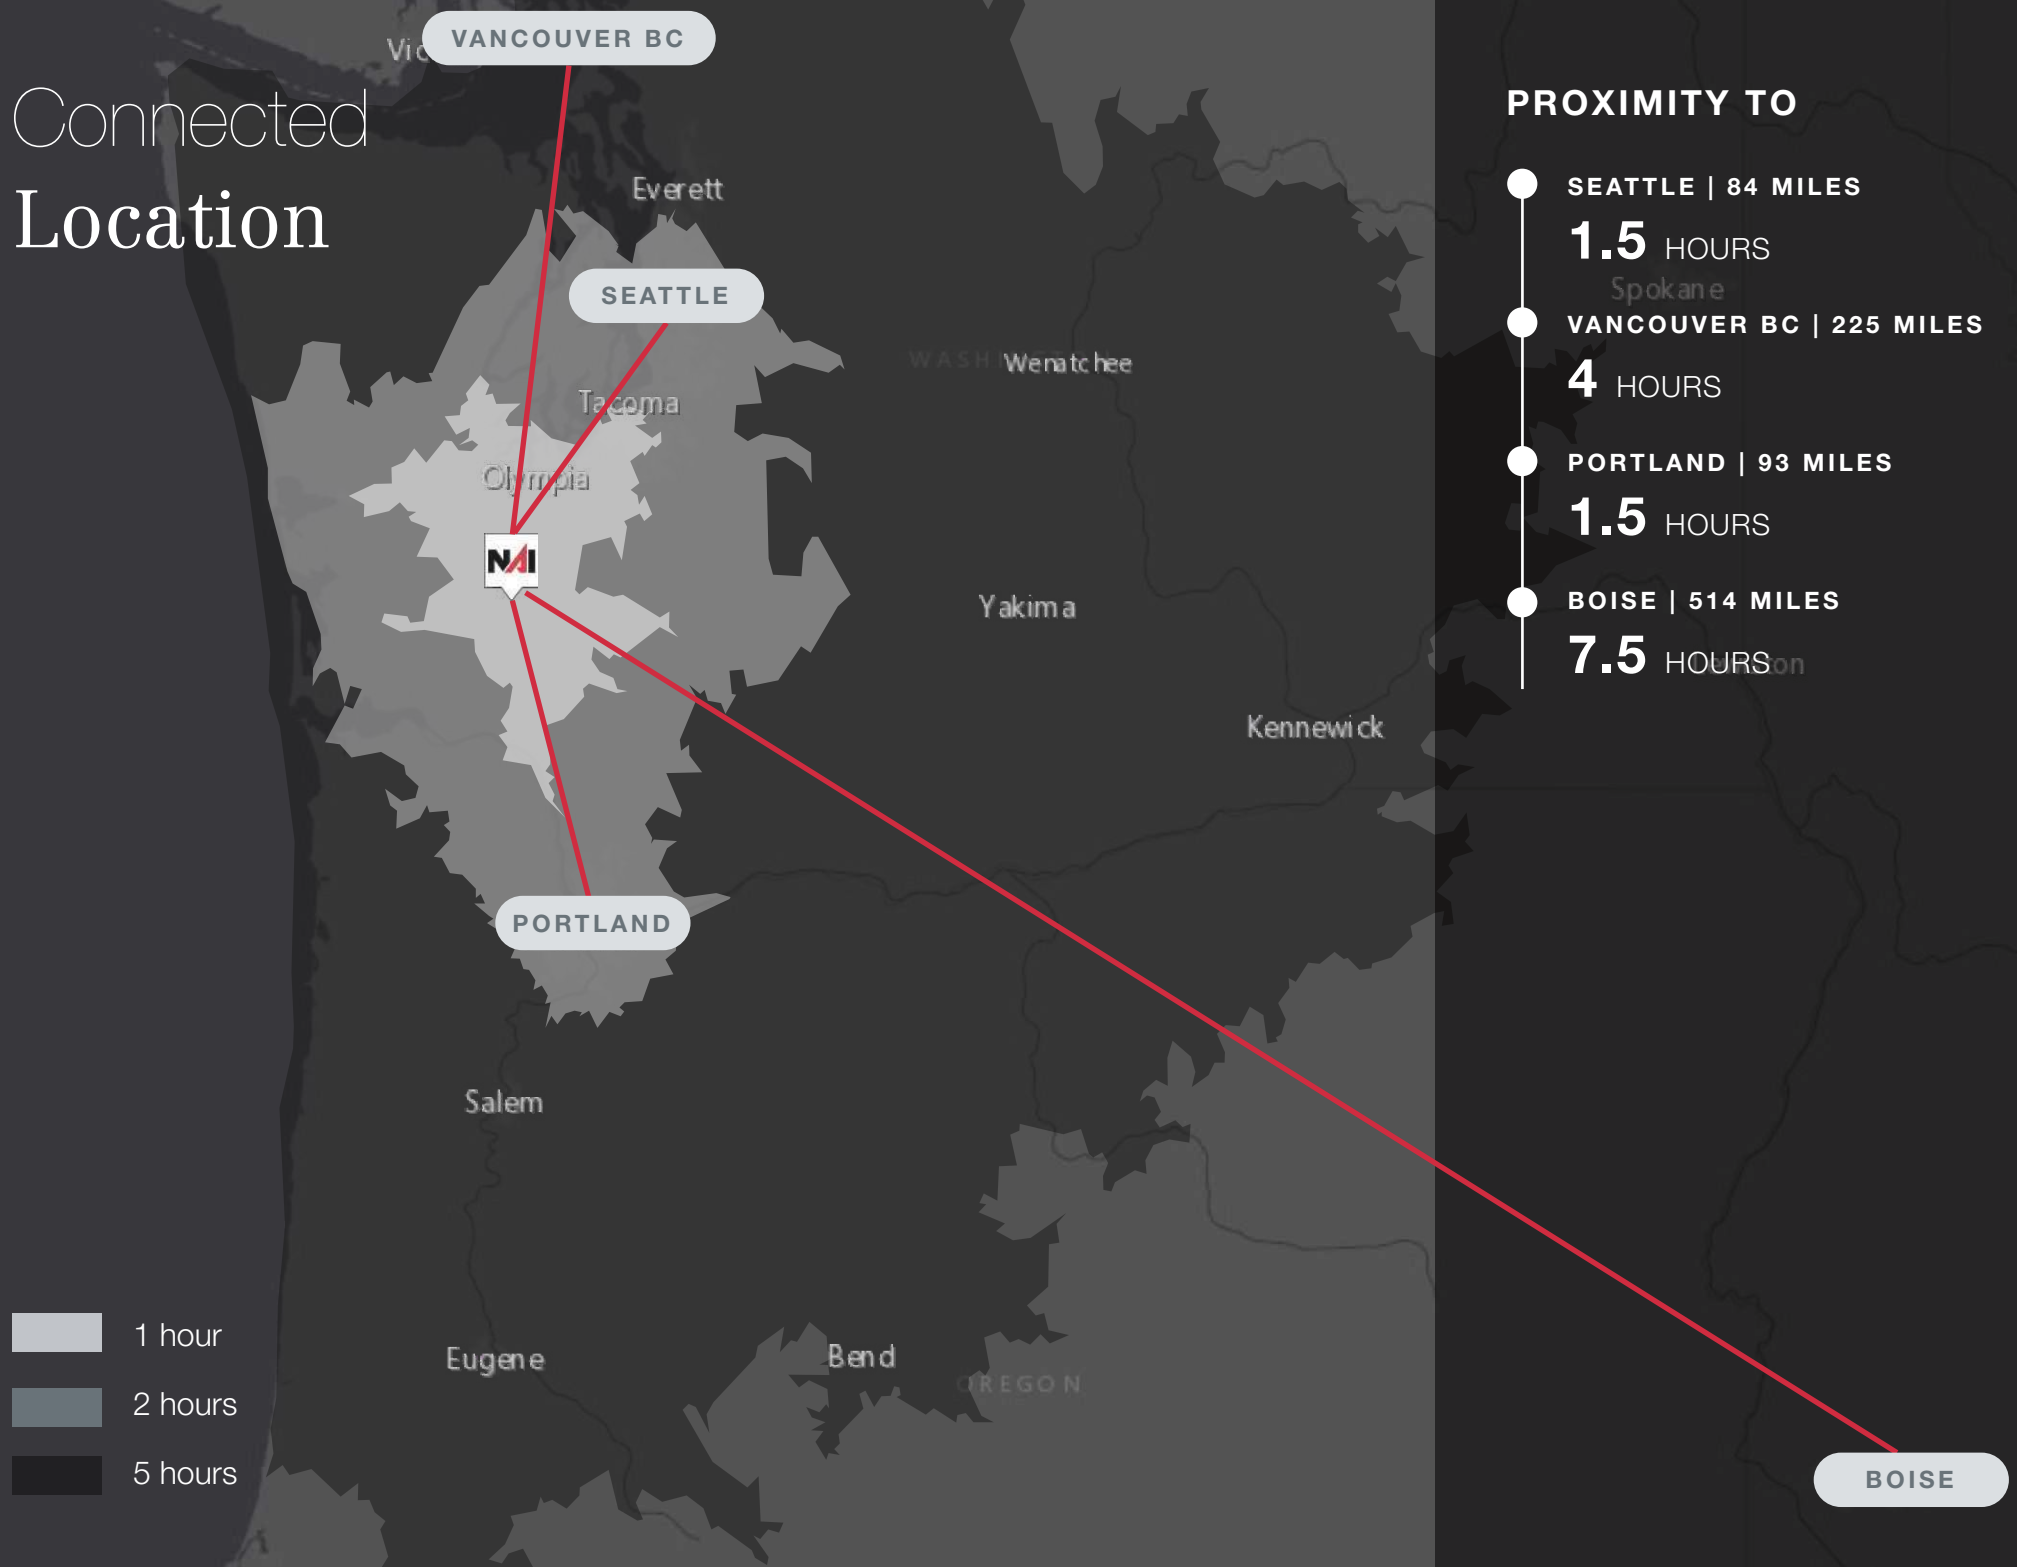 Connected
Location
VANCOUVER BC
Everett
SEATTLE
Tacoma
Olympia
NAI
Wenatchee
Yakima
Kennewick
PORTLAND
Salem
Eugene
Bend
OREGON
BOISE
1 hour
2 hours
5 hours
PROXIMITY TO
SEATTLE | 84 MILES
1.5 HOURS
Spokane
VANCOUVER BC | 225 MILES
4 HOURS
PORTLAND | 93 MILES
1.5 HOURS
BOISE | 514 MILES
7.5 HOURS